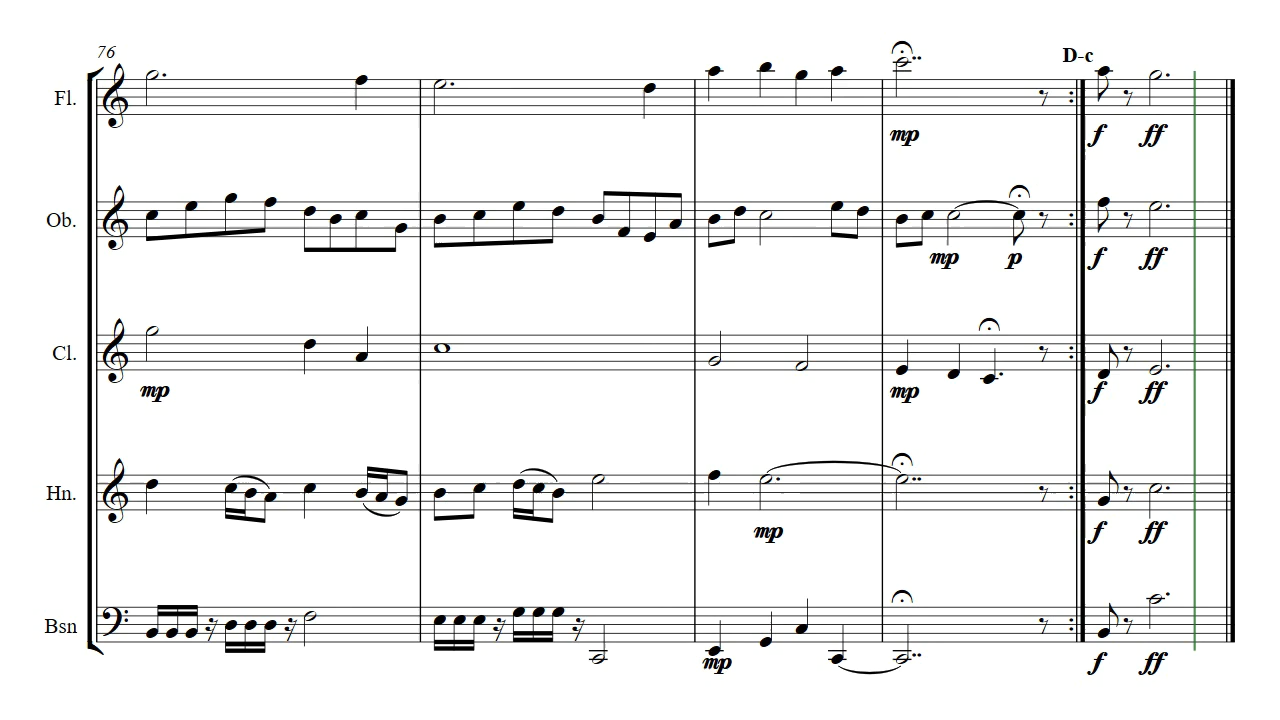 76
D-c
Fl.
mp f ff
Ob.
mp p f ff
Cl.
mp mp f ff
Hn.
mp f ff
Bsn
mp f ff